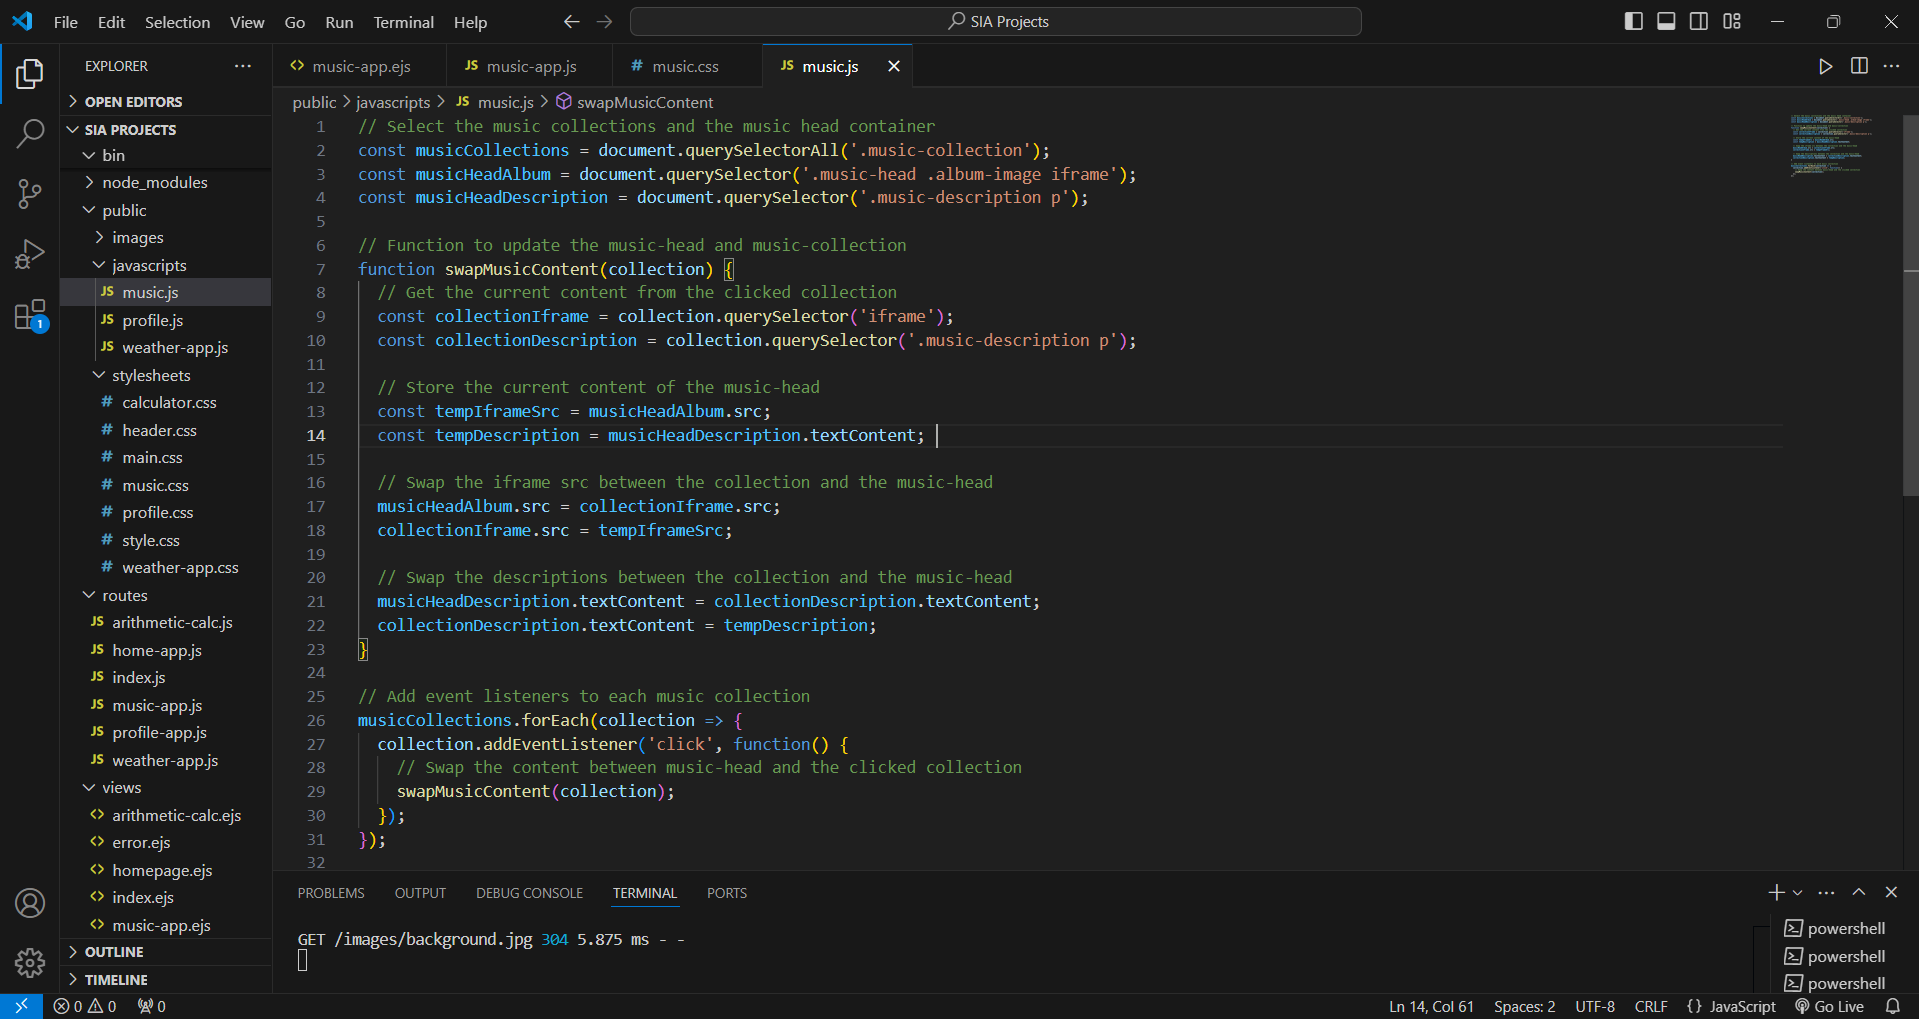 File Edit Selection View Go Run Terminal Help
SIA Projects
EXPLORER
OPEN EDITORS
SIA PROJECTS
bin
node_modules
public
images
javascripts
JS music.js
JS profile.js
JS weather-app.js
stylesheets
# calculator.css
# header.css
# main.css
# music.css
# profile.css
# style.css
# weather-app.css
routes
JS arithmetic-calc.js
JS home-app.js
JS index.js
JS music-app.js
JS profile-app.js
JS weather-app.js
views
<> arithmetic-calc.ejs
<> error.ejs
<> homepage.ejs
<> index.ejs
<> music-app.ejs
OUTLINE
TIMELINE
1
<> music-app.ejs JS music-app.js # music.css JS music.js
public > javascripts > JS music.js > swapMusicContent
1 // Select the music collections and the music head container
2 const musicCollections = document.querySelectorAll('.music-collection');
3 const musicHeadAlbum = document.querySelector('.music-head .album-image iframe');
4 const musicHeadDescription = document.querySelector('.music-description p');
5
6 // Function to update the music-head and music-collection
7 function swapMusicContent(collection) {
8 // Get the current content from the clicked collection
9 const collectionIframe = collection.querySelector('iframe');
10 const collectionDescription = collection.querySelector('.music-description p');
11
12 // Store the current content of the music-head
13 const tempIframeSrc = musicHeadAlbum.src;
14 const tempDescription = musicHeadDescription.textContent;
15
16 // Swap the iframe src between the collection and the music-head
17 musicHeadAlbum.src = collectionIframe.src;
18 collectionIframe.src = tempIframeSrc;
19
20 // Swap the descriptions between the collection and the music-head
21 musicHeadDescription.textContent = collectionDescription.textContent;
22 collectionDescription.textContent = tempDescription;
23 }
24
25 // Add event listeners to each music collection
26 musicCollections.forEach(collection => {
27 collection.addEventListener('click', function() {
28 // Swap the content between music-head and the clicked collection
29 swapMusicContent(collection);
30 });
31 });
32
PROBLEMS OUTPUT DEBUG CONSOLE TERMINAL PORTS
GET /images/background.jpg 304 5.875 ms - -
powershell
powershell
powershell
0 0 0
Ln 14, Col 61 Spaces: 2 UTF-8 CRLF {} JavaScript Go Live